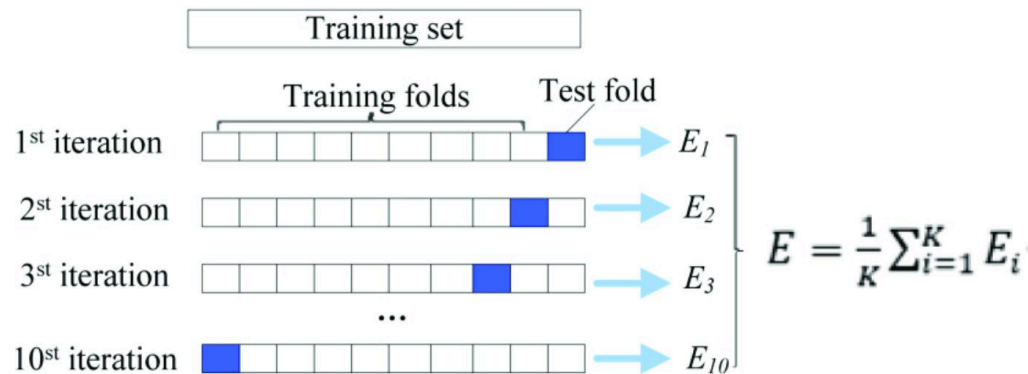 Training set
Training folds
Test fold
1st iteration
E1
2st iteration
E2
3st iteration
E3
...
10st iteration
E10
E = 1/K ∑_{i=1}^{K} E_i